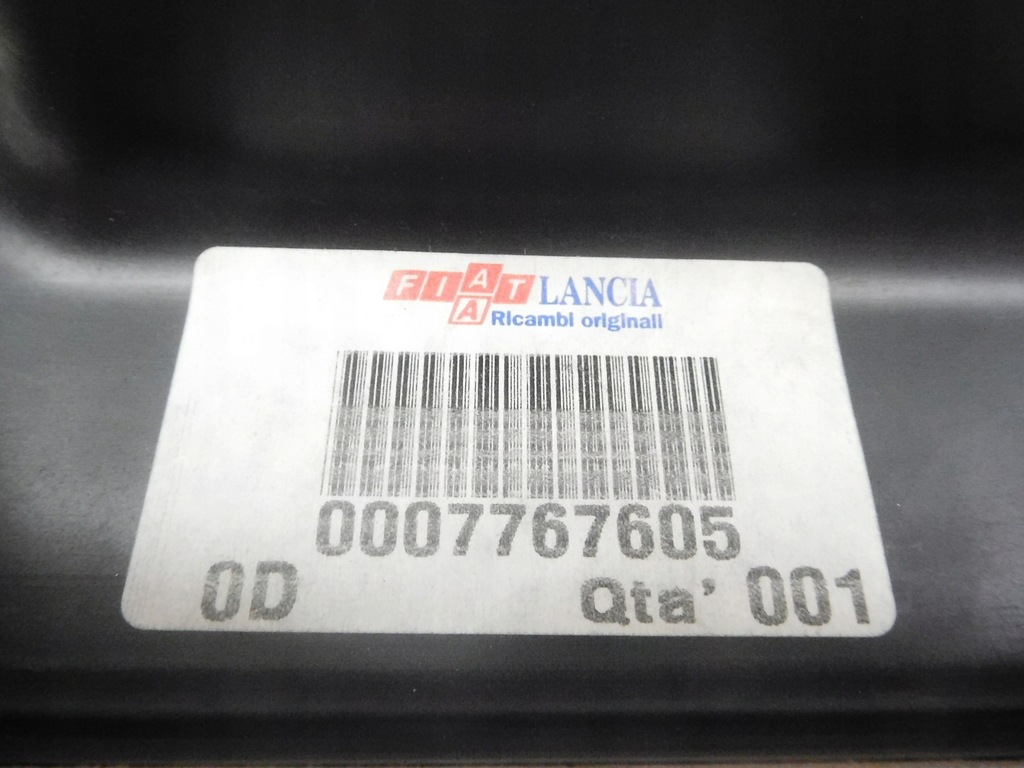 FIAT LANCIA
A Ricambi originali
0007767605
0D Qta' 001